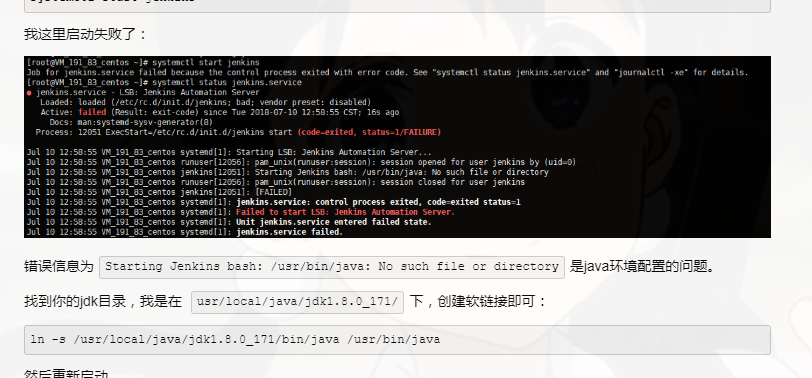 systemctl start jenkins
我这里启动失败了：
[root@VM_191_83_centos ~]# systemctl start jenkins
Job for jenkins.service failed because the control process exited with error code. See "systemctl status jenkins.service" and "journalctl -xe" for details.
[root@VM_191_83_centos ~]# systemctl status jenkins.service
● jenkins.service - LSB: Jenkins Automation Server
Loaded: loaded (/etc/rc.d/init.d/jenkins; bad; vendor preset: disabled)
Active: failed (Result: exit-code) since Tue 2018-07-10 12:58:55 CST; 16s ago
Docs: man:systemd-sysv-generator(8)
Process: 12051 ExecStart=/etc/rc.d/init.d/jenkins start (code=exited, status=1/FAILURE)
Jul 10 12:58:55 VM_191_83_centos systemd[1]: Starting LSB: Jenkins Automation Server...
Jul 10 12:58:55 VM_191_83_centos runuser[12056]: pam_unix(runuser:session): session opened for user jenkins by (uid=0)
Jul 10 12:58:55 VM_191_83_centos jenkins[12051]: Starting Jenkins bash: /usr/bin/java: No such file or directory
Jul 10 12:58:55 VM_191_83_centos runuser[12056]: pam_unix(runuser:session): session closed for user jenkins
Jul 10 12:58:55 VM_191_83_centos jenkins[12051]: [FAILED]
Jul 10 12:58:55 VM_191_83_centos systemd[1]: jenkins.service: control process exited, code=exited status=1
Jul 10 12:58:55 VM_191_83_centos systemd[1]: Failed to start LSB: Jenkins Automation Server.
Jul 10 12:58:55 VM_191_83_centos systemd[1]: Unit jenkins.service entered failed state.
Jul 10 12:58:55 VM_191_83_centos systemd[1]: jenkins.service failed.
错误信息为 Starting Jenkins bash: /usr/bin/java: No such file or directory 是java环境配置的问题。
找到你的jdk目录，我是在 usr/local/java/jdk1.8.0_171/ 下，创建软链接即可：
ln -s /usr/local/java/jdk1.8.0_171/bin/java /usr/bin/java
然后重新启动